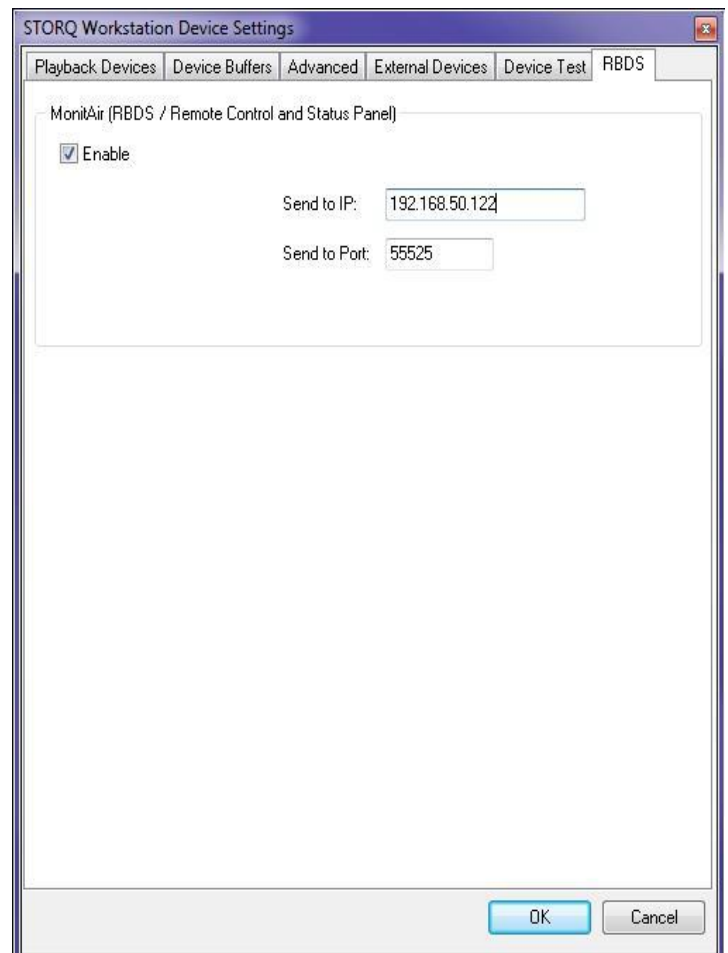 STORQ Workstation Device Settings
Playback Devices Device Buffers Advanced External Devices Device Test RBDS
MonitAir (RBDS / Remote Control and Status Panel)
Enable
Send to IP: 192.168.50.122
Send to Port: 55525
OK Cancel